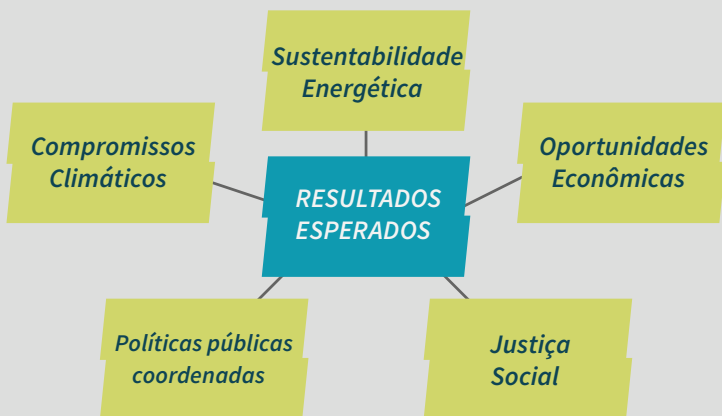 Sustentabilidade
Energética
Compromissos
Climáticos
Oportunidades
Econômicas
RESULTADOS
ESPERADOS
Políticas públicas
coordenadas
Justiça
Social